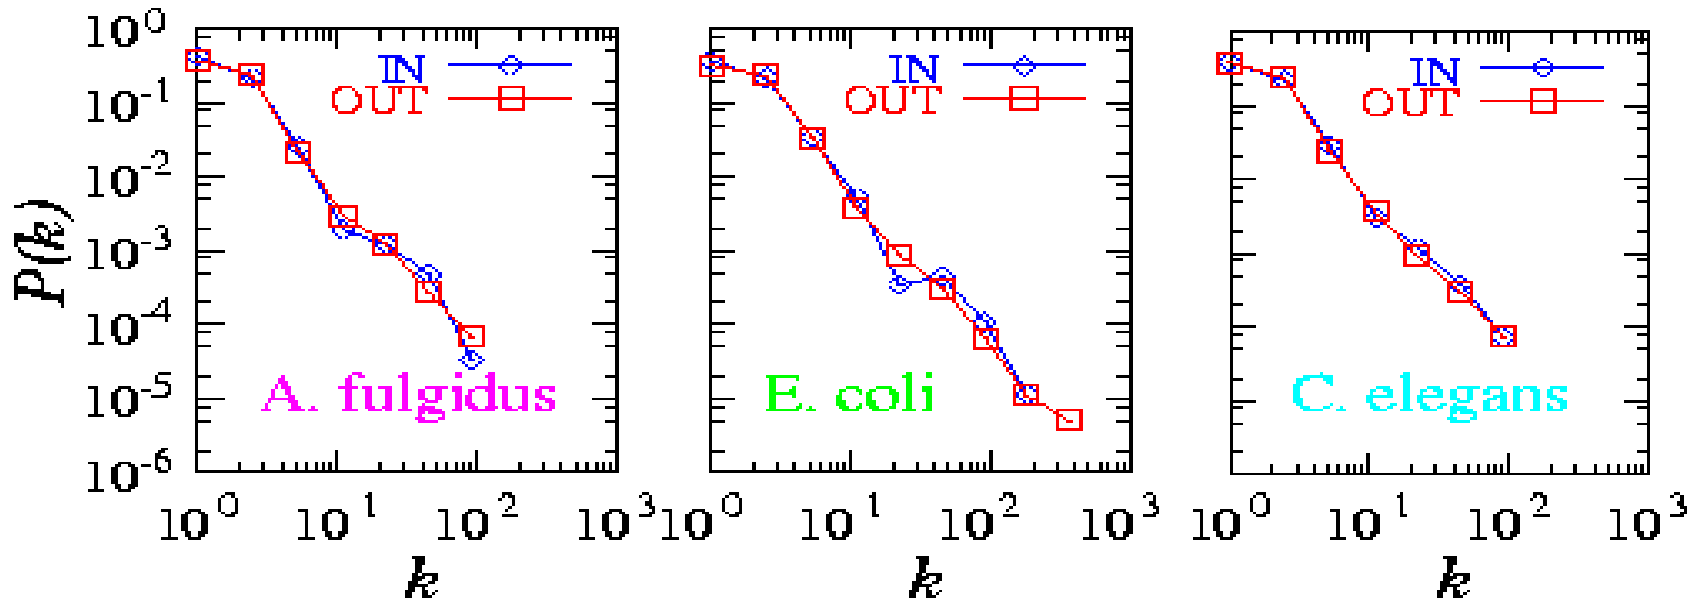 10^0
10^-1
10^-2
10^-3
10^-4
10^-5
10^-6
P(k)
IN
OUT
A. fulgidus
10^0 10^1 10^2 10^3
k
IN
OUT
E. coli
10^0 10^1 10^2 10^3
k
IN
OUT
C. elegans
10^0 10^1 10^2 10^3
k